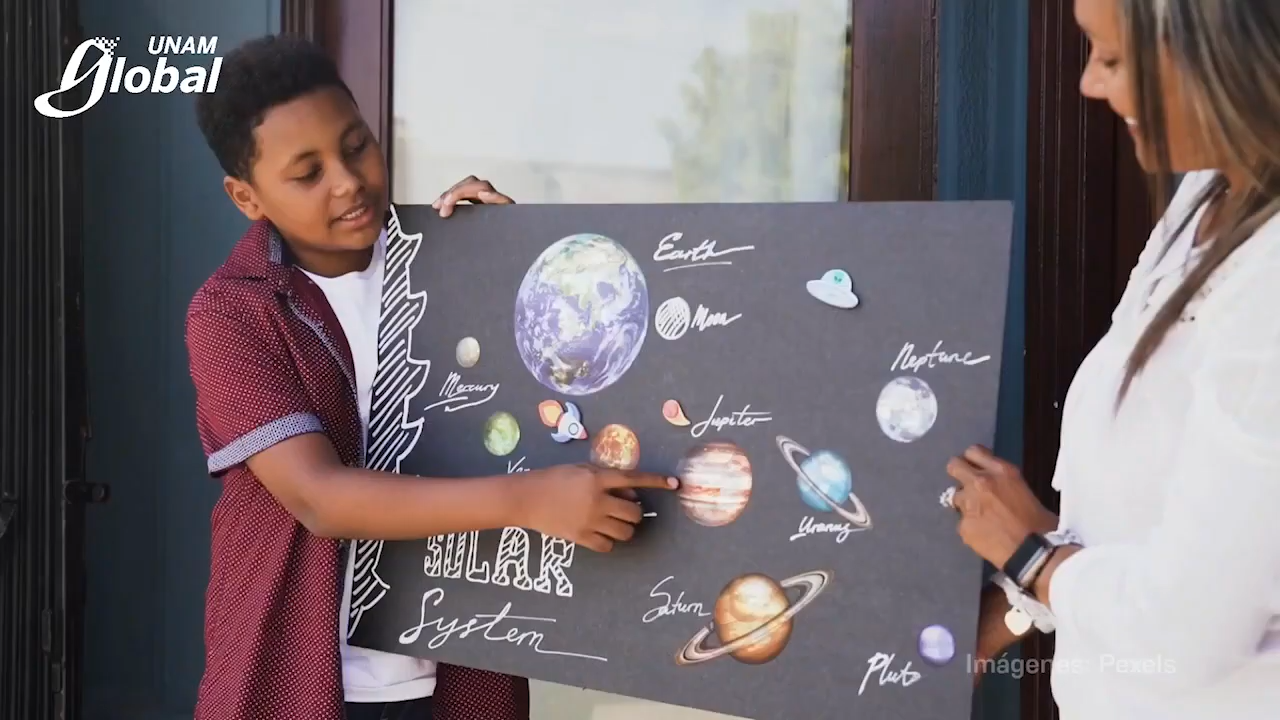 UNAM
Global
Earth
Moon
Neptune
Mercury
Jupiter
Uranus
SOLAR
System
Saturn
Pluto
Imágenes: Pexels